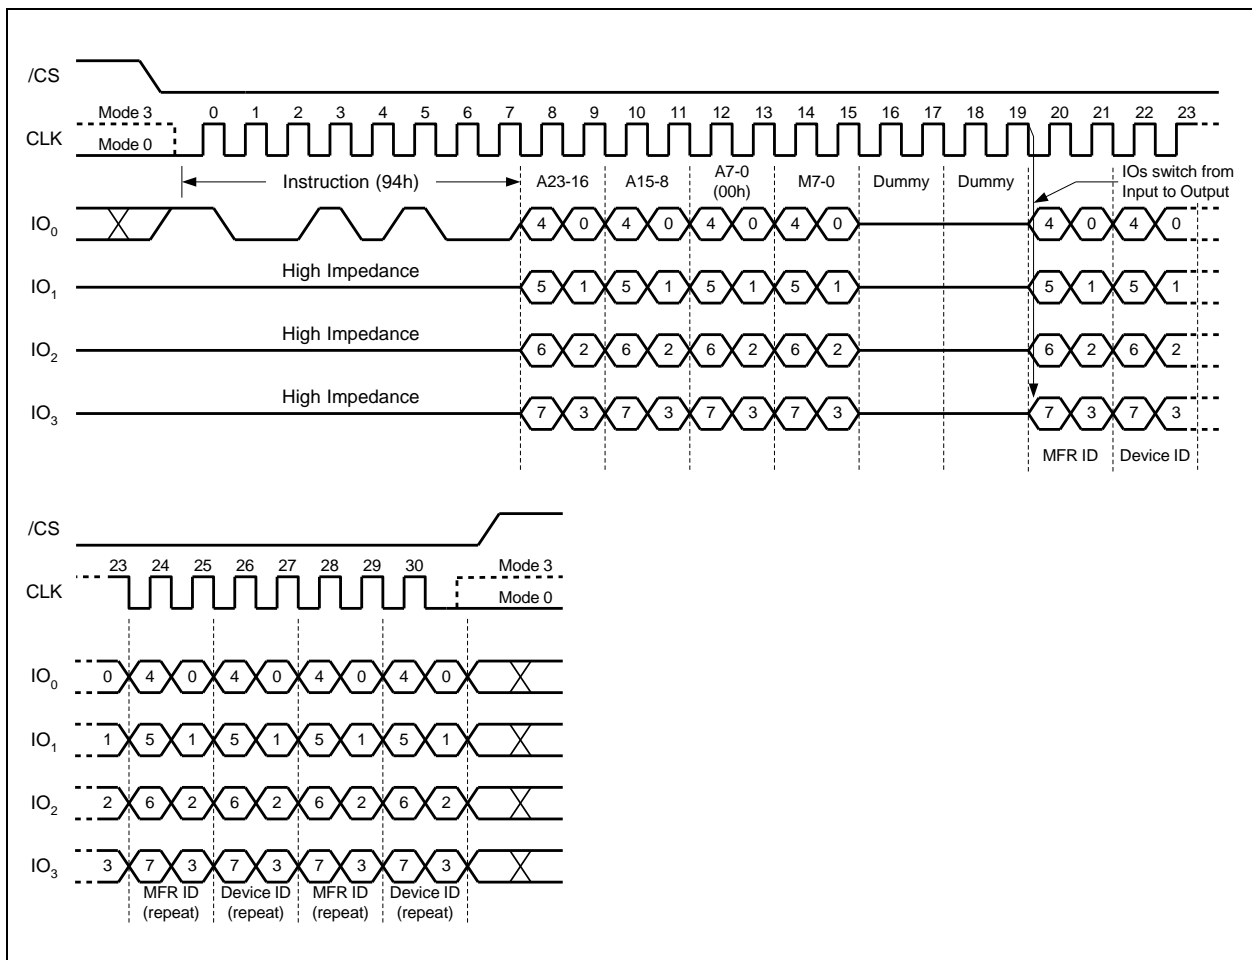 /CS
Mode 3 0 1 2 3 4 5 6 7 8 9 10 11 12 13 14 15 16 17 18 19 20 21 22 23
CLK Mode 0
Instruction (94h) A23-16 A15-8 A7-0 (00h) M7-0 Dummy Dummy IOs switch from Input to Output
IO0 4 0 4 0 4 0 4 0 4 0 4 0
High Impedance
IO1 5 1 5 1 5 1 5 1 5 1 5 1
High Impedance
IO2 6 2 6 2 6 2 6 2 6 2 6 2
High Impedance
IO3 7 3 7 3 7 3 7 3 7 3 7 3
MFR ID Device ID
/CS
23 24 25 26 27 28 29 30 Mode 3
CLK Mode 0
IO0 0 4 0 4 0 4 0 4 0
IO1 1 5 1 5 1 5 1 5 1
IO2 2 6 2 6 2 6 2 6 2
IO3 3 7 3 7 3 7 3 7 3
MFR ID Device ID MFR ID Device ID
(repeat) (repeat) (repeat) (repeat)